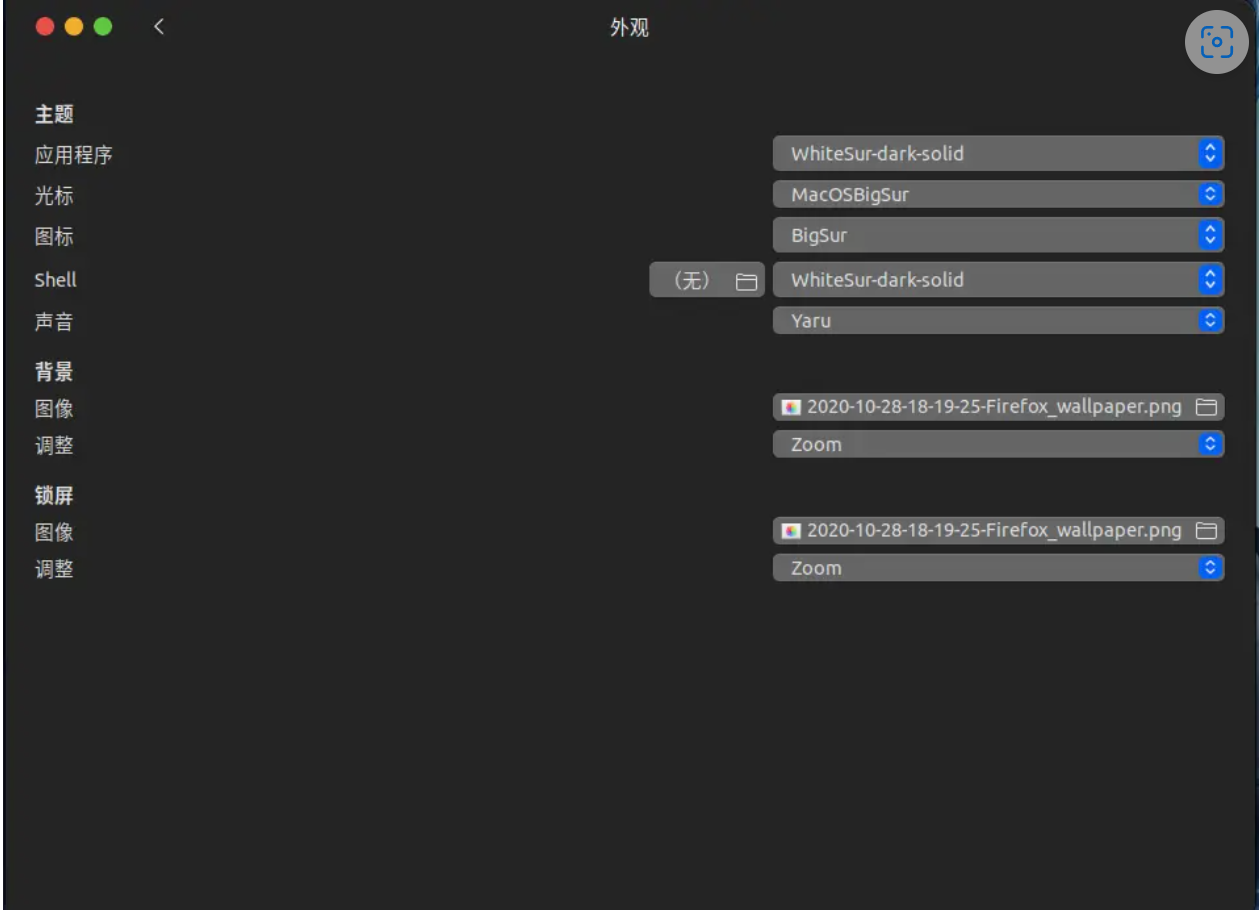 外观
主题
应用程序 WhiteSur-dark-solid
光标 MacOSBigSur
图标 BigSur
Shell （无） WhiteSur-dark-solid
声音 Yaru
背景
图像 2020-10-28-18-19-25-Firefox_wallpaper.png
调整 Zoom
锁屏
图像 2020-10-28-18-19-25-Firefox_wallpaper.png
调整 Zoom